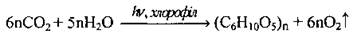 6nCO₂ + 5nH₂O —hν, хлорофіл→ (C₆H₁₀O₅)ₙ + 6nO₂↑